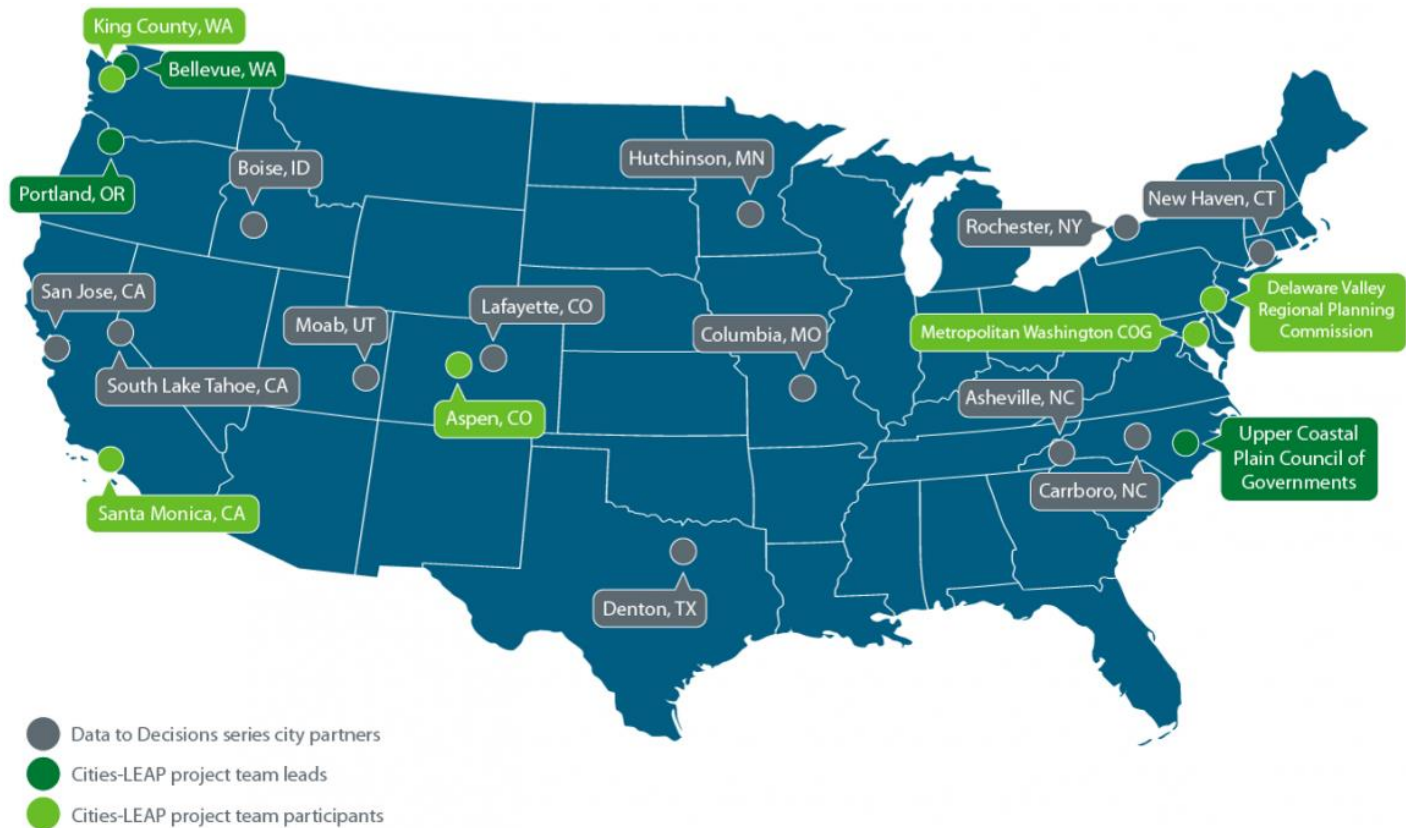 King County, WA
Bellevue, WA
Portland, OR
Boise, ID
Hutchinson, MN
New Haven, CT
Rochester, NY
San Jose, CA
Moab, UT
Lafayette, CO
Columbia, MO
Metropolitan Washington COG
Delaware Valley
Regional Planning
Commission
South Lake Tahoe, CA
Aspen, CO
Asheville, NC
Upper Coastal
Plain Council of
Governments
Carrboro, NC
Santa Monica, CA
Denton, TX
Data to Decisions series city partners
Cities-LEAP project team leads
Cities-LEAP project team participants